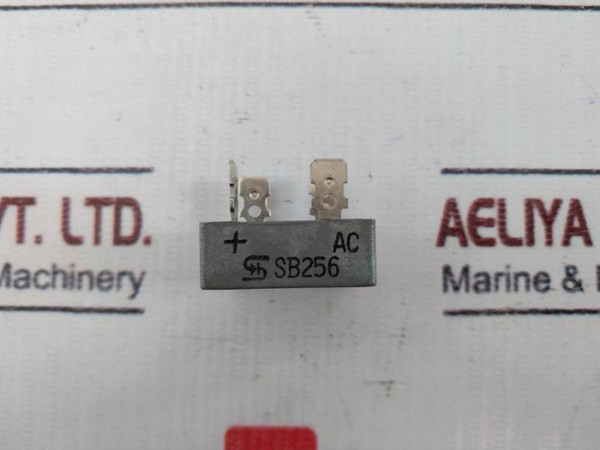 VT. LTD.
Machinery
AELIYA
Marine &
+ AC
SB256